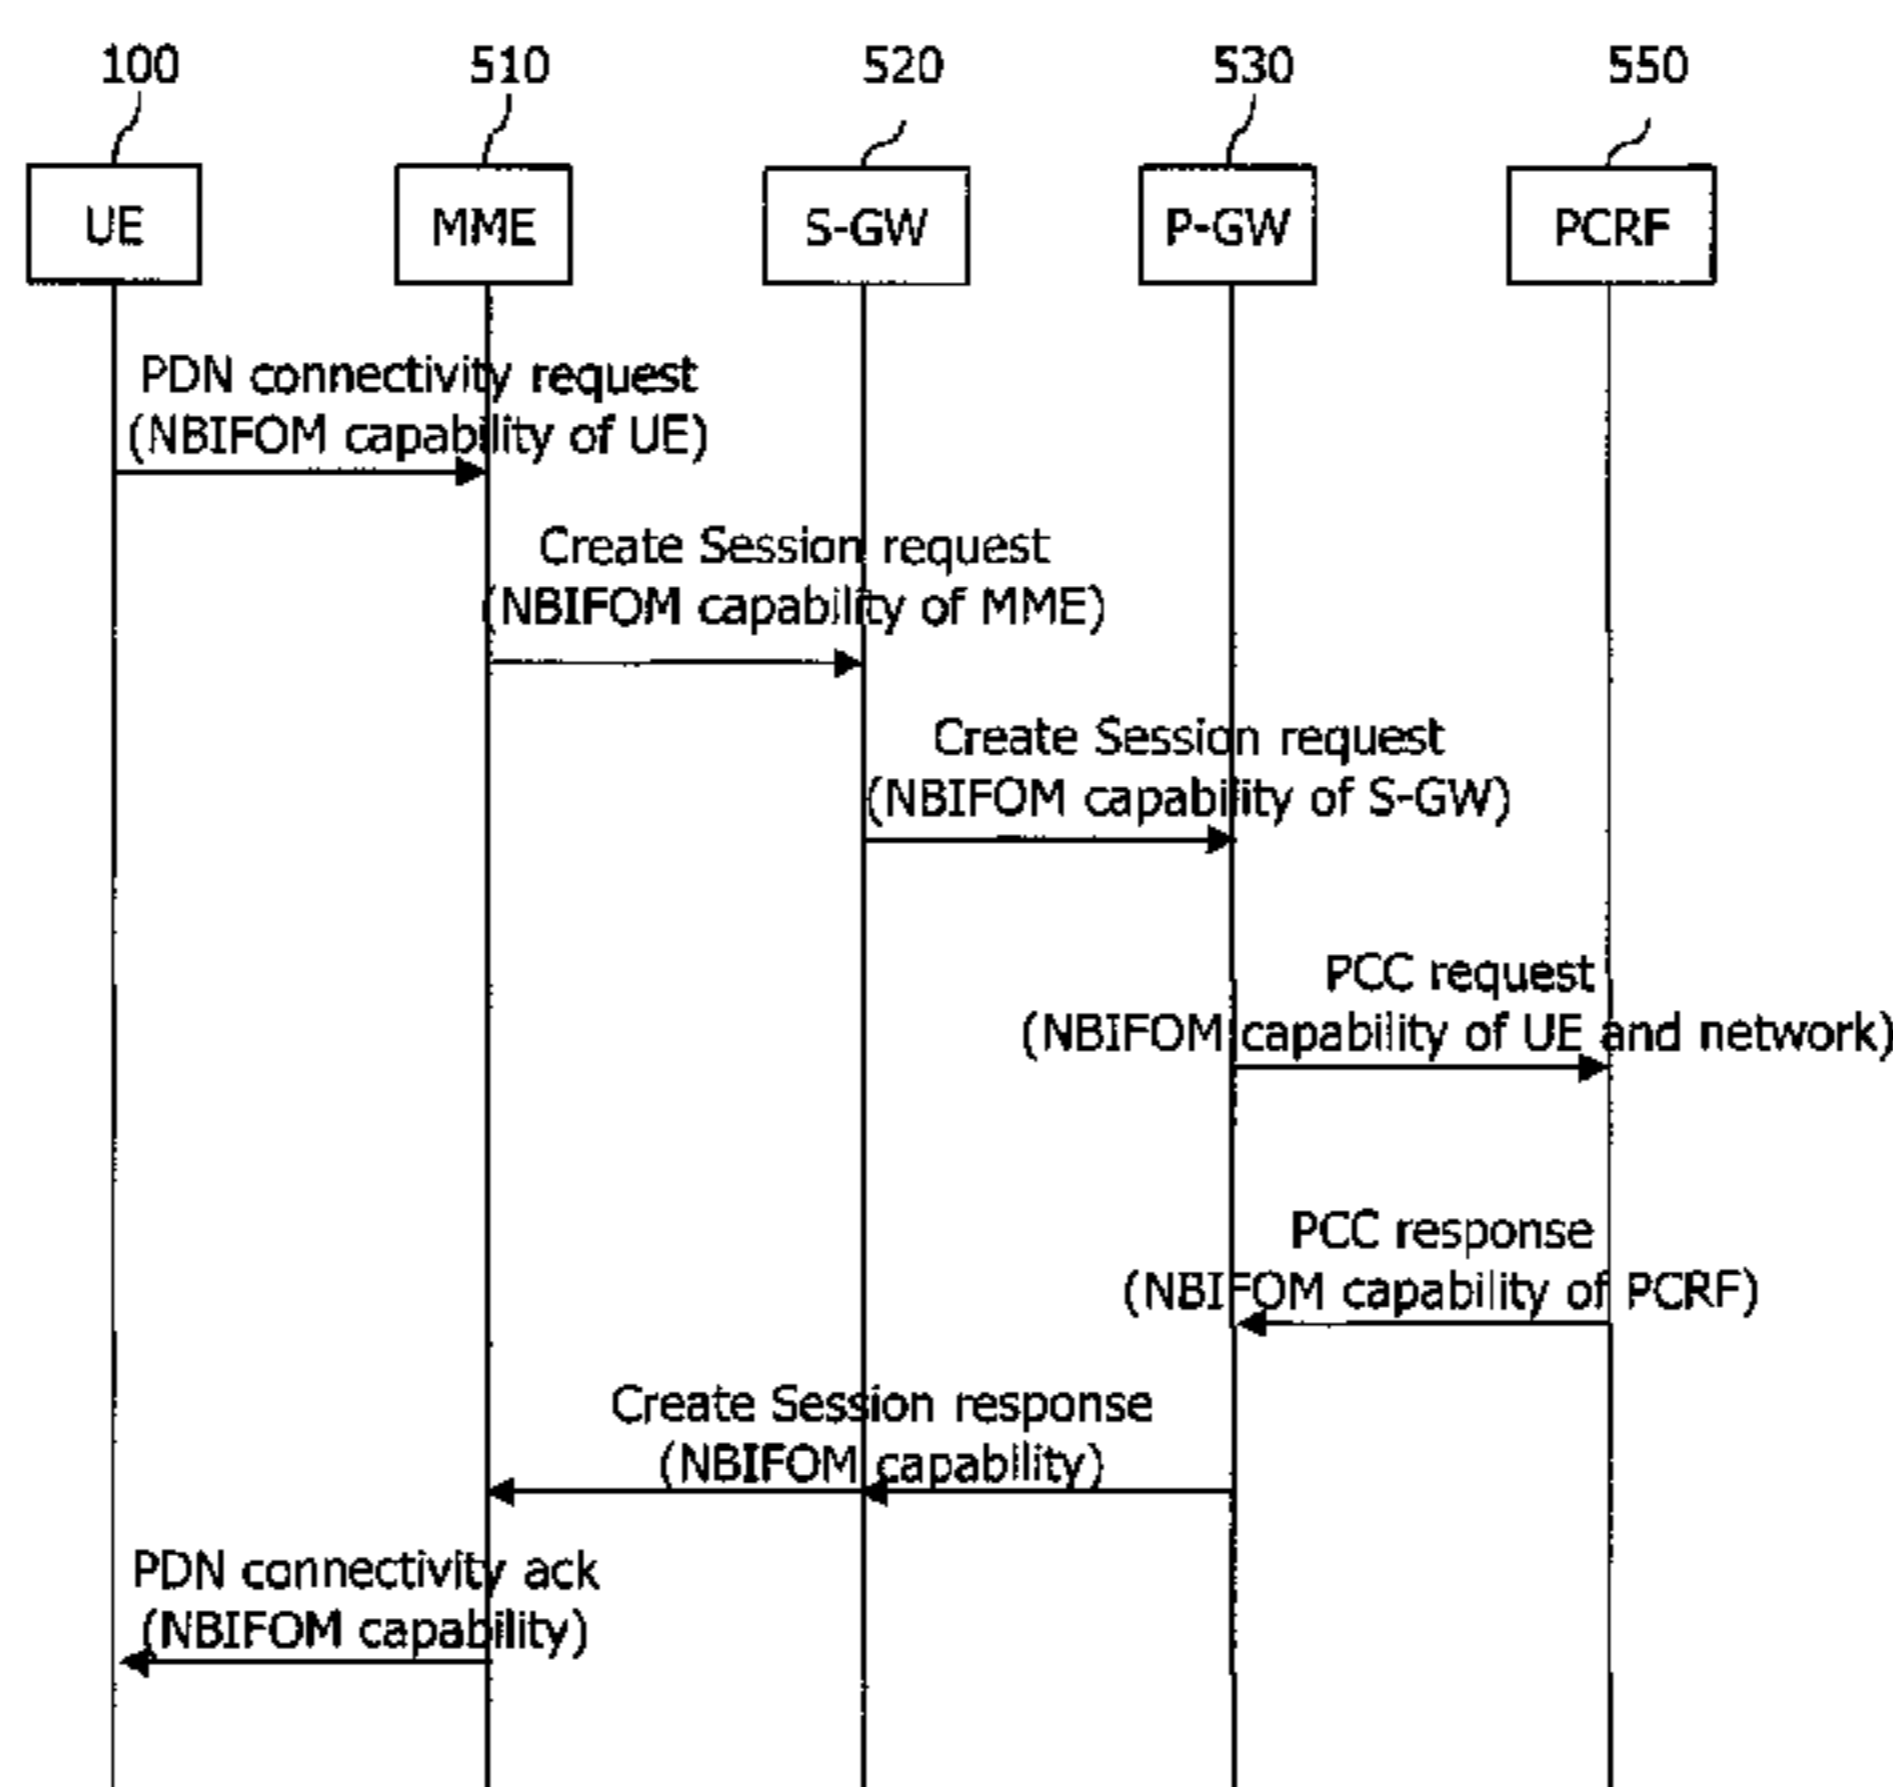 100 510 520 530 550
UE MME S-GW P-GW PCRF
PDN connectivity request
(NBIFOM capability of UE)
Create Session request
(NBIFOM capability of MME)
Create Session request
(NBIFOM capability of S-GW)
PCC request
(NBIFOM capability of UE and network)
PCC response
(NBIFOM capability of PCRF)
Create Session response
(NBIFOM capability)
PDN connectivity ack
(NBIFOM capability)